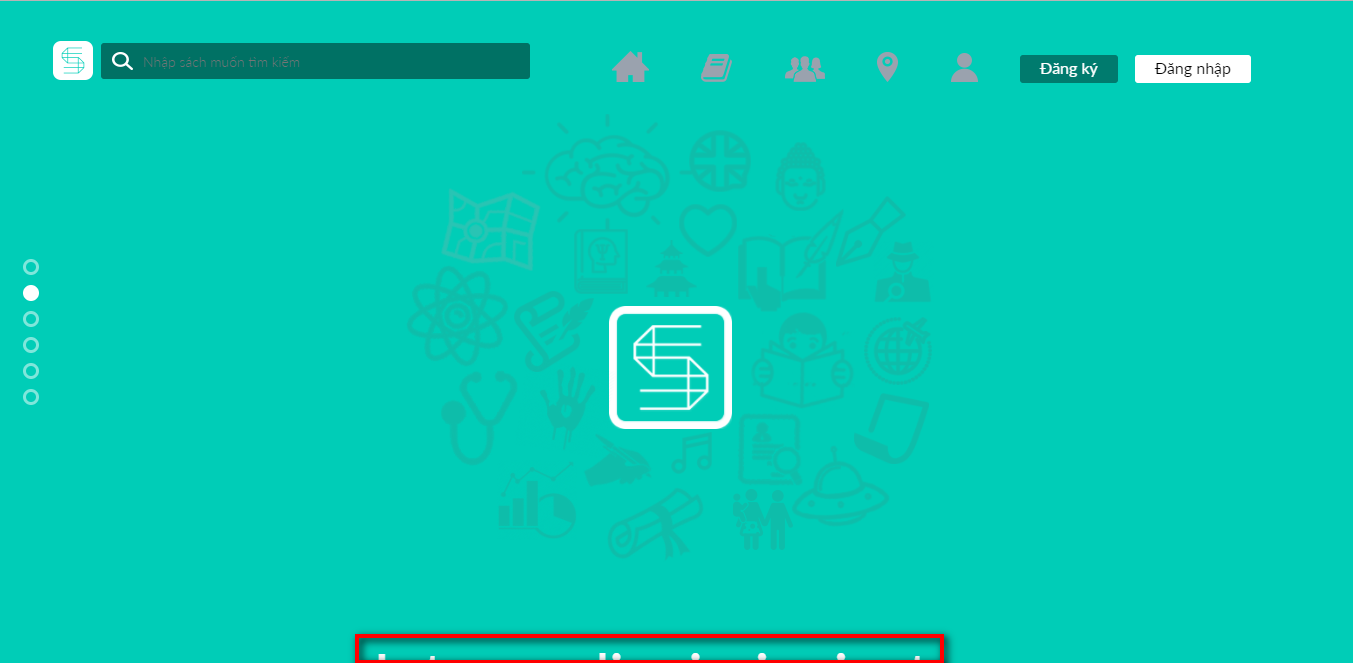 Nhập sách muốn tìm kiếm
Đăng ký
Đăng nhập